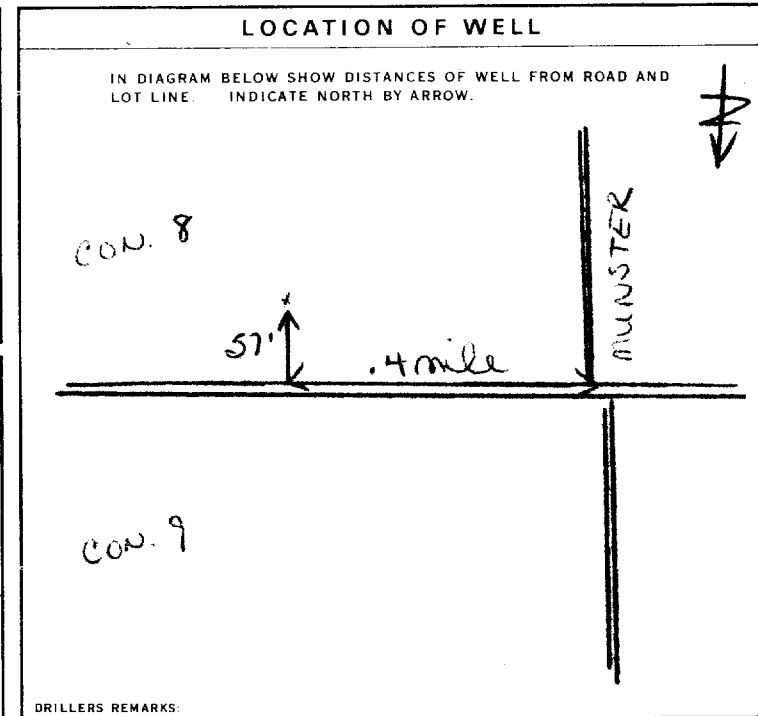 LOCATION OF WELL
IN DIAGRAM BELOW SHOW DISTANCES OF WELL FROM ROAD AND
LOT LINE. INDICATE NORTH BY ARROW.
N
CON. 8
MUNSTER
57'
.4 mile
CON. 9
DRILLERS REMARKS: